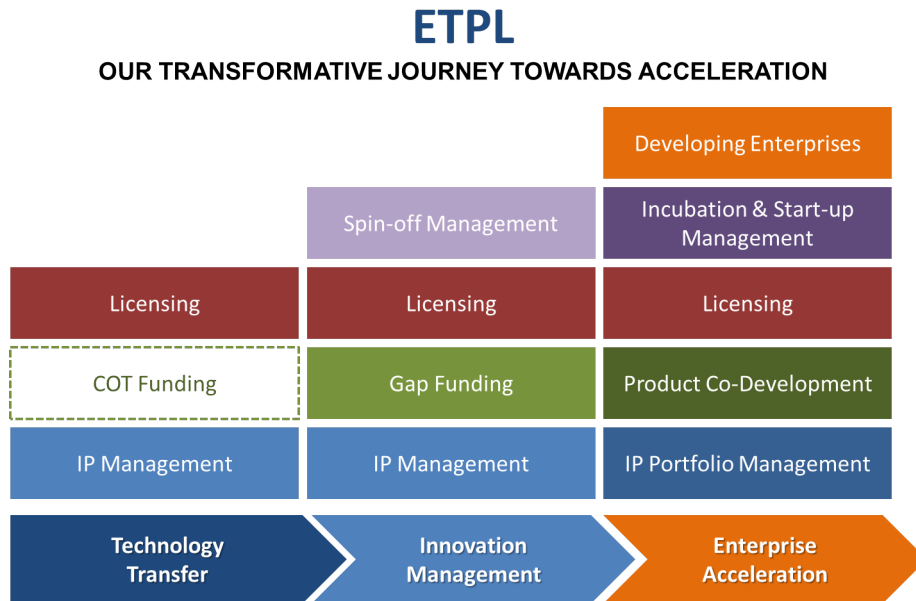 ETPL
OUR TRANSFORMATIVE JOURNEY TOWARDS ACCELERATION
Developing Enterprises
Spin-off Management
Incubation & Start-up
Management
Licensing
Licensing
Licensing
COT Funding
Gap Funding
Product Co-Development
IP Management
IP Management
IP Portfolio Management
Technology
Transfer
Innovation
Management
Enterprise
Acceleration